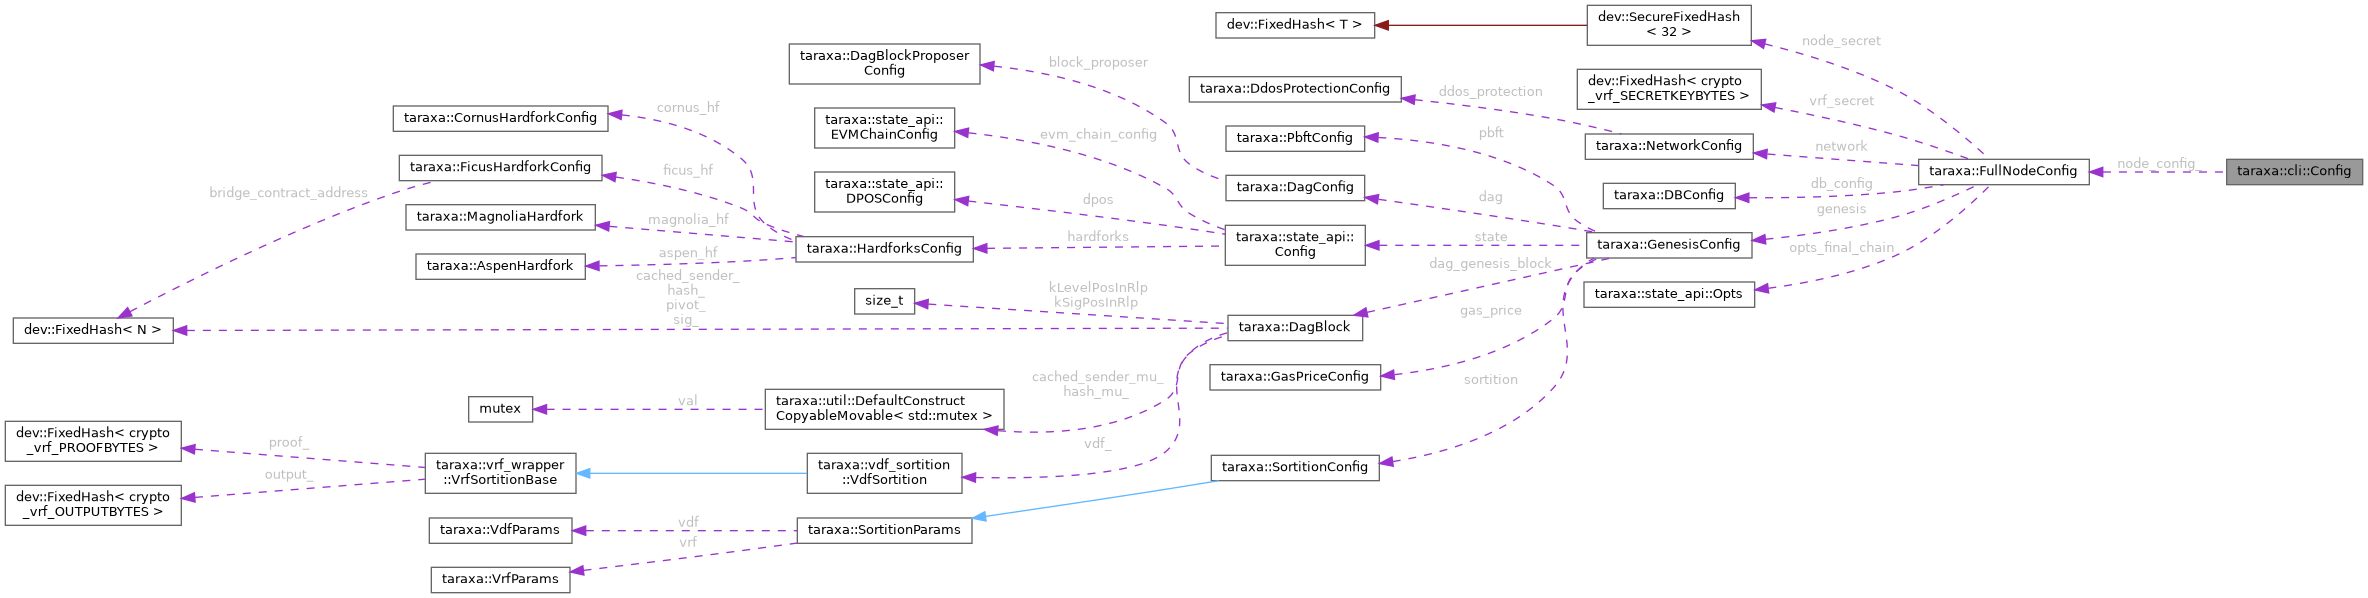 dev::FixedHash< T >
dev::SecureFixedHash
< 32 >
node_secret
taraxa::DagBlockProposer
Config
block_proposer
taraxa::DdosProtectionConfig
ddos_protection
dev::FixedHash< crypto
_vrf_SECRETKEYBYTES >
vrf_secret
taraxa::CornusHardforkConfig
cornus_hf
taraxa::state_api::
EVMChainConfig
evm_chain_config
taraxa::PbftConfig
pbft
taraxa::NetworkConfig
network
taraxa::FicusHardforkConfig
ficus_hf
taraxa::FullNodeConfig
node_config_
taraxa::cli::Config
bridge_contract_address
taraxa::state_api::
DPOSConfig
dpos
taraxa::DagConfig
dag
taraxa::DBConfig
db_config
genesis
taraxa::MagnoliaHardfork
magnolia_hf
taraxa::HardforksConfig
hardforks
taraxa::state_api::
Config
state
taraxa::GenesisConfig
opts_final_chain
taraxa::AspenHardfork
aspen_hf
dag_genesis_block
taraxa::state_api::Opts
cached_sender_
hash_
pivot_
sig_
size_t
kLevelPosInRlp
kSigPosInRlp
gas_price
dev::FixedHash< N >
taraxa::DagBlock
taraxa::GasPriceConfig
sortition
cached_sender_mu_
hash_mu_
mutex
val
taraxa::util::DefaultConstruct
CopyableMovable< std::mutex >
dev::FixedHash< crypto
_vrf_PROOFBYTES >
proof_
vdf_
taraxa::vrf_wrapper
::VrfSortitionBase
taraxa::vdf_sortition
::VdfSortition
taraxa::SortitionConfig
output_
dev::FixedHash< crypto
_vrf_OUTPUTBYTES >
taraxa::VdfParams
vdf
taraxa::SortitionParams
vrf
taraxa::VrfParams